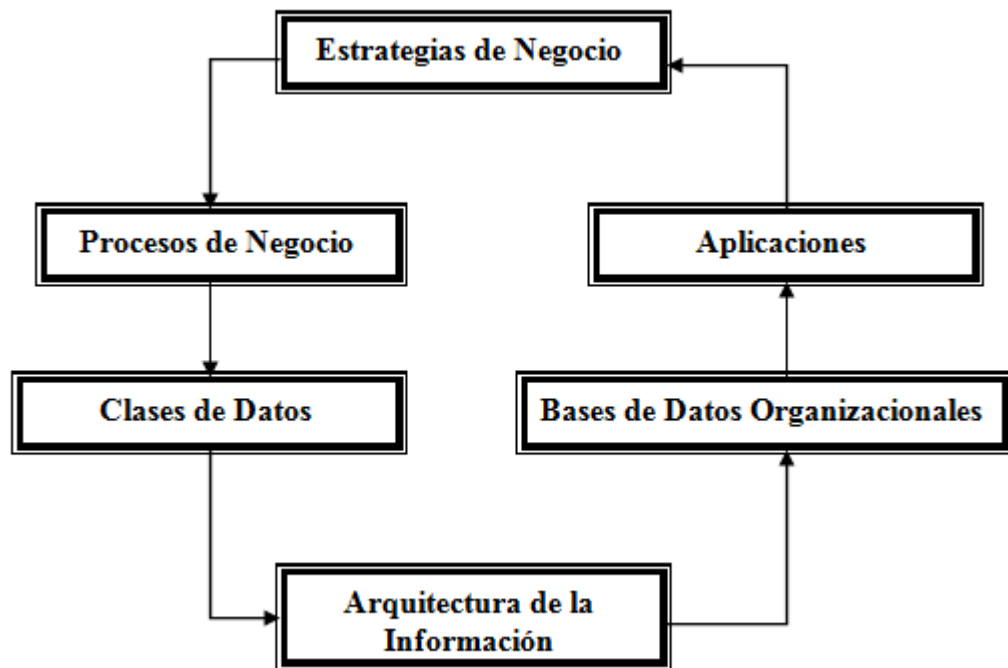 Estrategias de Negocio
Procesos de Negocio
Aplicaciones
Clases de Datos
Bases de Datos Organizacionales
Arquitectura de la
Información